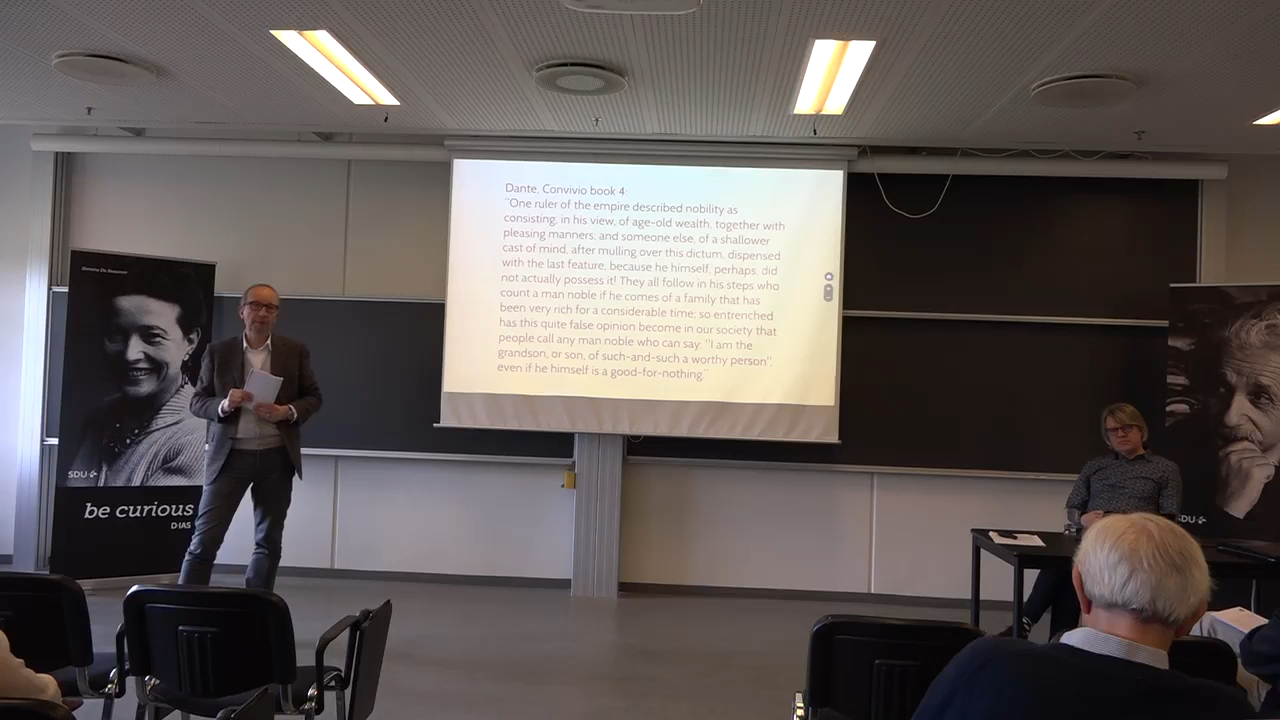 Dante, Convivio book 4:
"One ruler of the empire described nobility as
consisting, in his view, of age-old wealth, together with
pleasing manners; and someone else, of a shallower
cast of mind, after mulling over this dictum, dispensed
with the last feature, because he himself, perhaps, did
not actually possess it! They all follow in his steps who
count a man noble if he comes of a family that has
been very rich for a considerable time; so entrenched
has this quite false opinion become in our society that
people call any man noble who can say: "I am the
grandson, or son, of such-and-such a worthy person",
even if he himself is a good-for-nothing."
Simone De Beauvoir
SDU
be curious
D·IAS
SDU